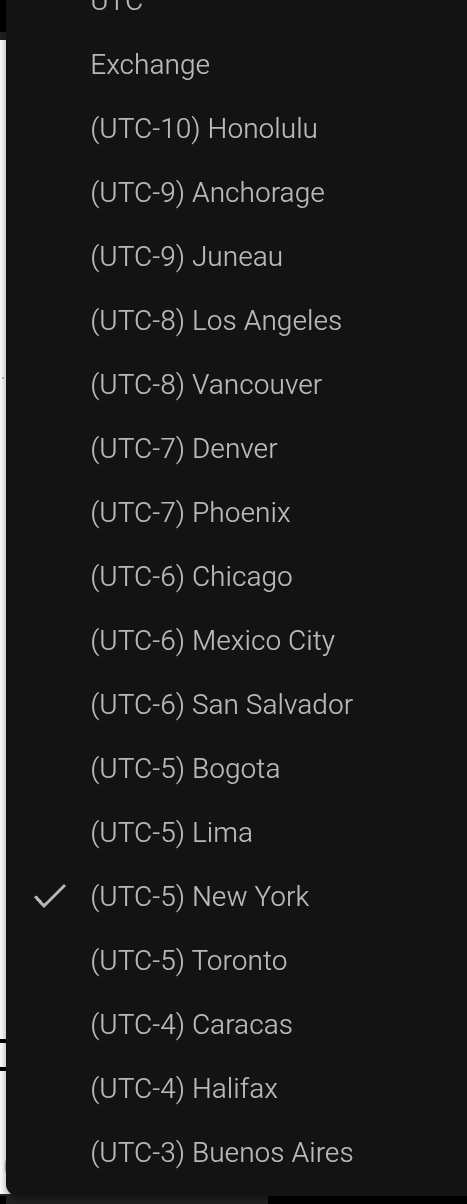 UTC
Exchange
(UTC-10) Honolulu
(UTC-9) Anchorage
(UTC-9) Juneau
(UTC-8) Los Angeles
(UTC-8) Vancouver
(UTC-7) Denver
(UTC-7) Phoenix
(UTC-6) Chicago
(UTC-6) Mexico City
(UTC-6) San Salvador
(UTC-5) Bogota
(UTC-5) Lima
(UTC-5) New York
(UTC-5) Toronto
(UTC-4) Caracas
(UTC-4) Halifax
(UTC-3) Buenos Aires